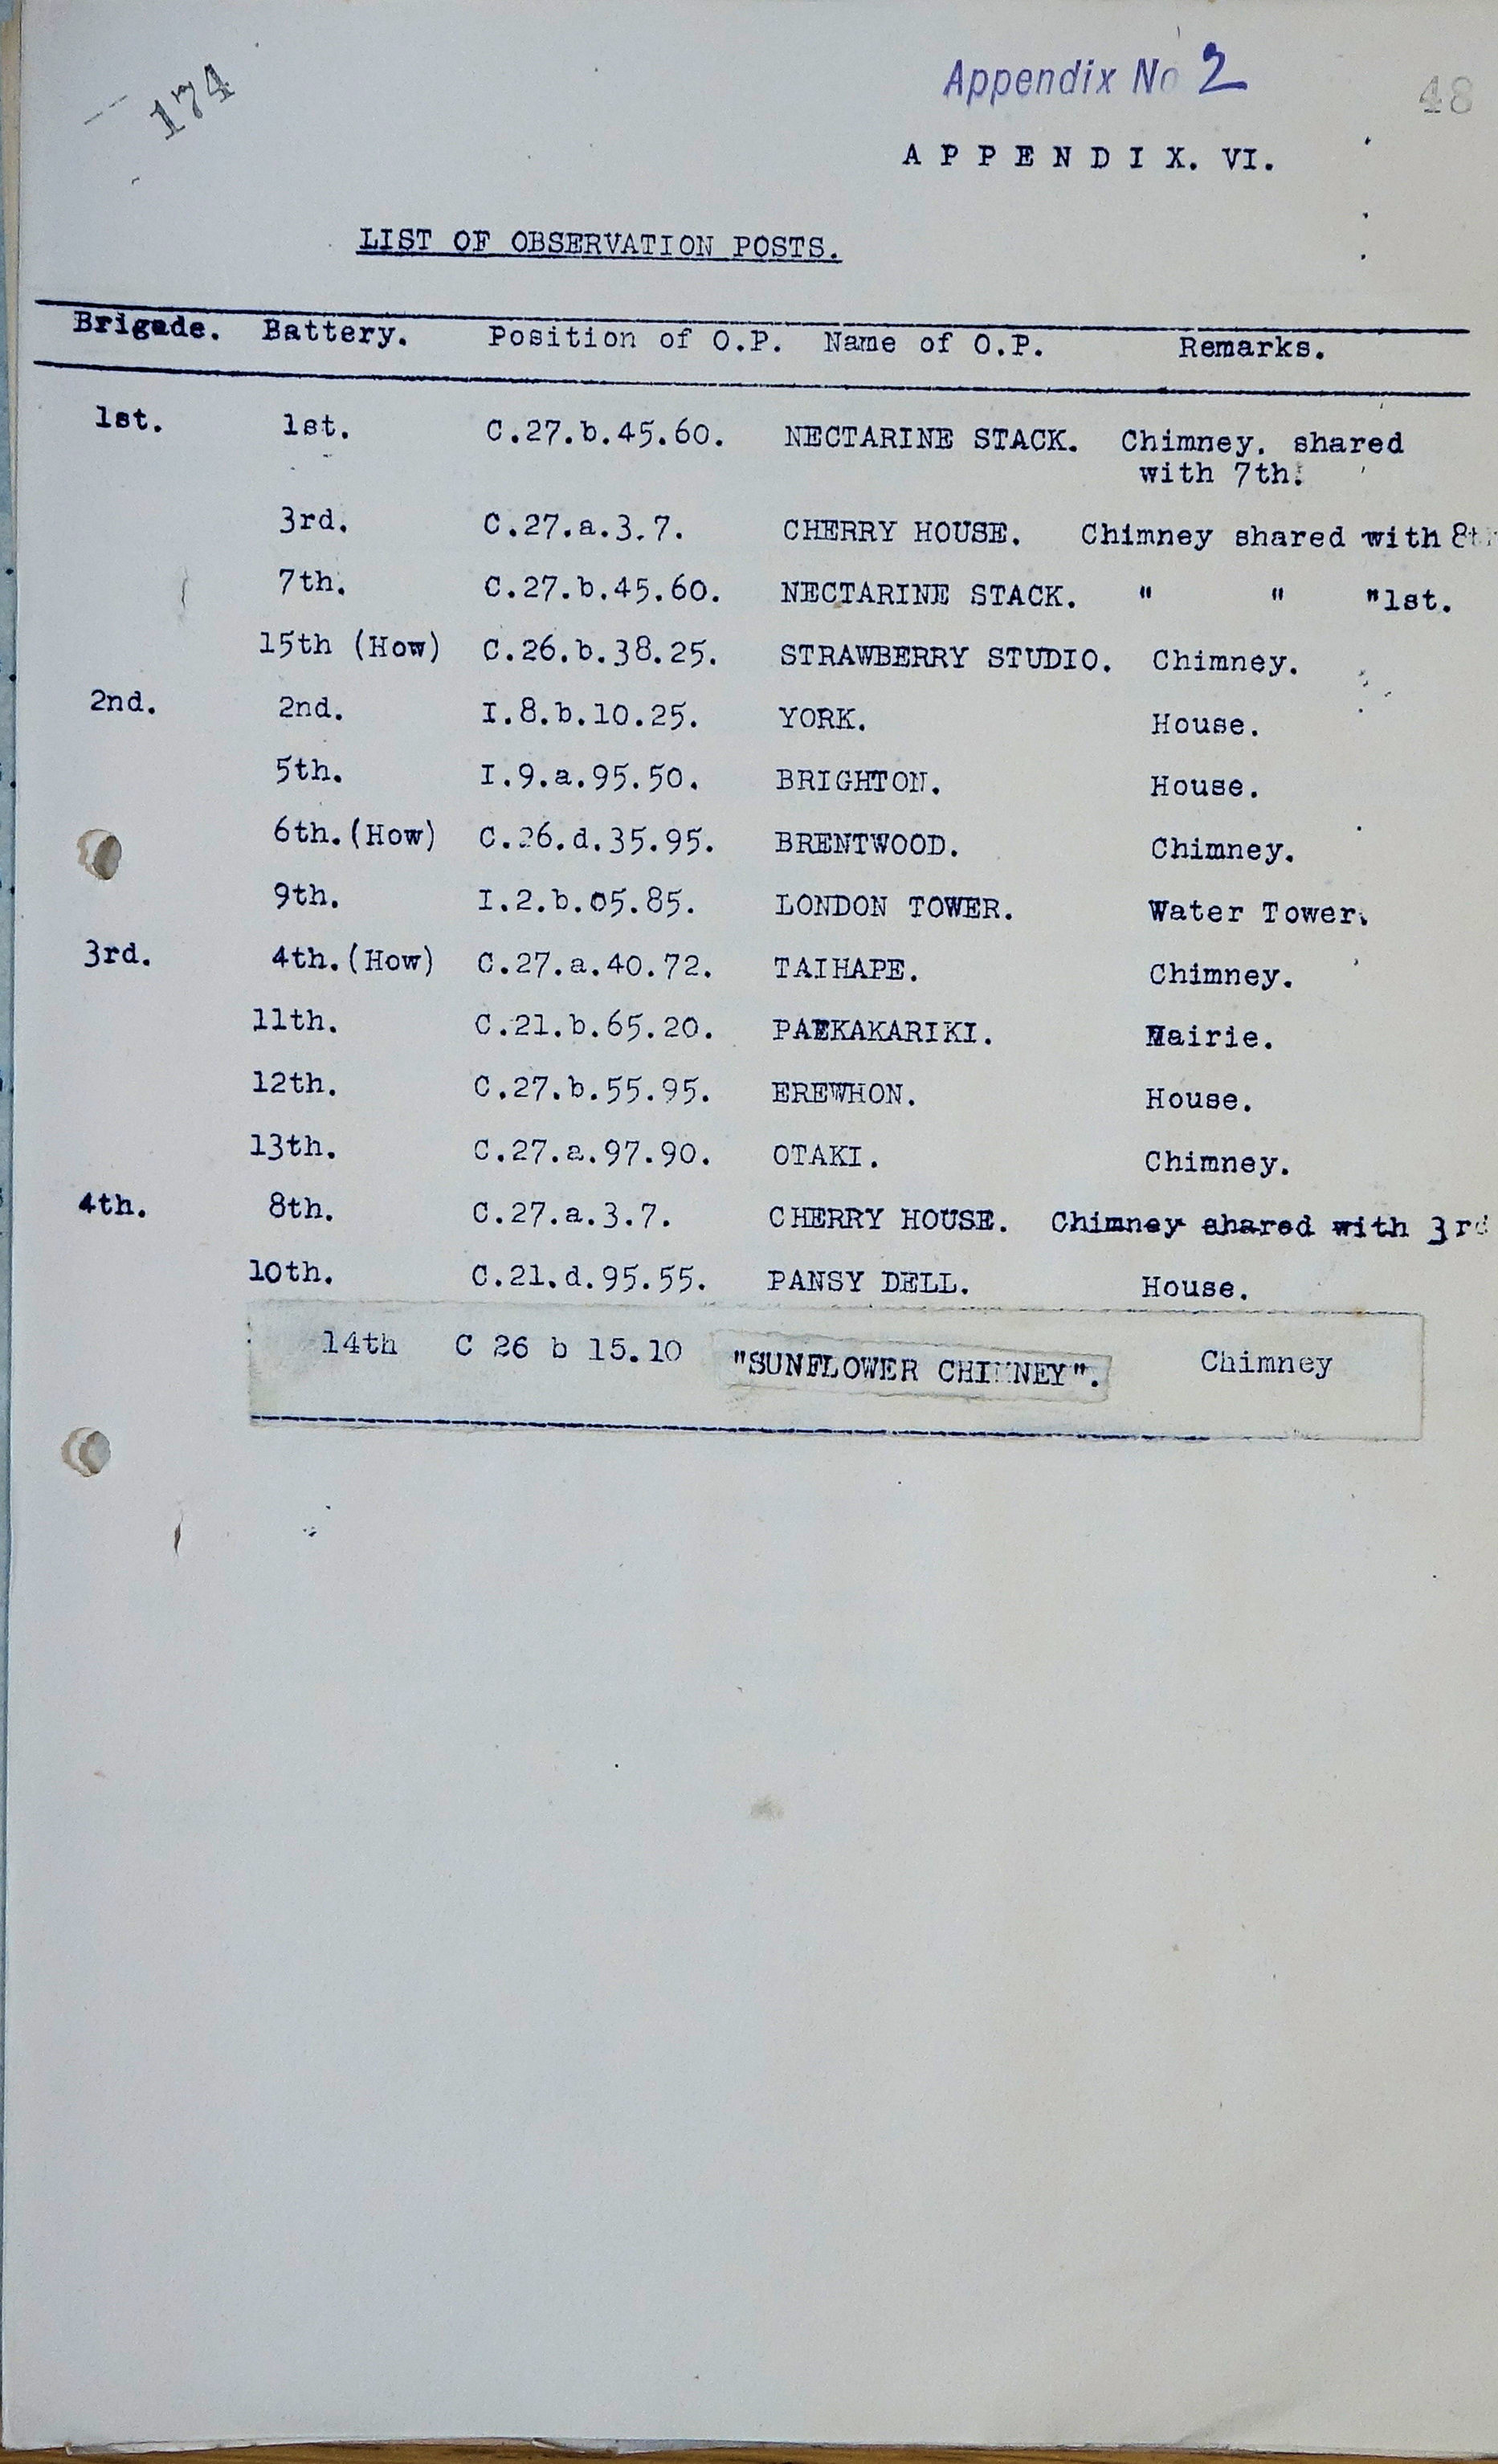 174
Appendix No 2
48
A P P E N D I X. VI.
LIST OF OBSERVATION POSTS.
Brigade. Battery. Position of O.P. Name of O.P. Remarks.
1st. 1st. C.27.b.45.60. NECTARINE STACK. Chimney. shared
with 7th.
3rd. C.27.a.3.7. CHERRY HOUSE. Chimney shared with 8th
7th. C.27.b.45.60. NECTARINE STACK. " " "1st.
15th (How) C.26.b.38.25. STRAWBERRY STUDIO. Chimney.
2nd. 2nd. I.8.b.10.25. YORK. House.
5th. I.9.a.95.50. BRIGHTON. House.
6th.(How) C.26.d.35.95. BRENTWOOD. Chimney.
9th. I.2.b.05.85. LONDON TOWER. Water Tower.
3rd. 4th.(How) C.27.a.40.72. TAIHAPE. Chimney.
11th. C.21.b.65.20. PAEKAKARIKI. Mairie.
12th. C.27.b.55.95. EREWHON. House.
13th. C.27.a.97.90. OTAKI. Chimney.
4th. 8th. C.27.a.3.7. CHERRY HOUSE. Chimney shared with 3rd
10th. C.21.d.95.55. PANSY DELL. House.
14th C 26 b 15.10 "SUNFLOWER CHIMNEY". Chimney